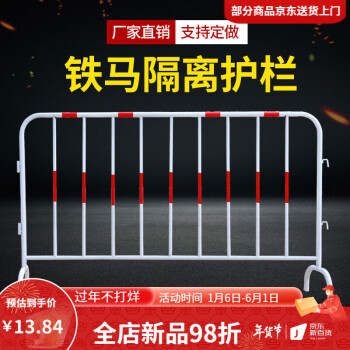 部分商品京东送货上门
厂家直销 支持定做
铁马隔离护栏
预估到手价
¥13.84
过年不打烊 活动时间 1月6日-6月1日
全店新品98折
年货节
京东
新百货